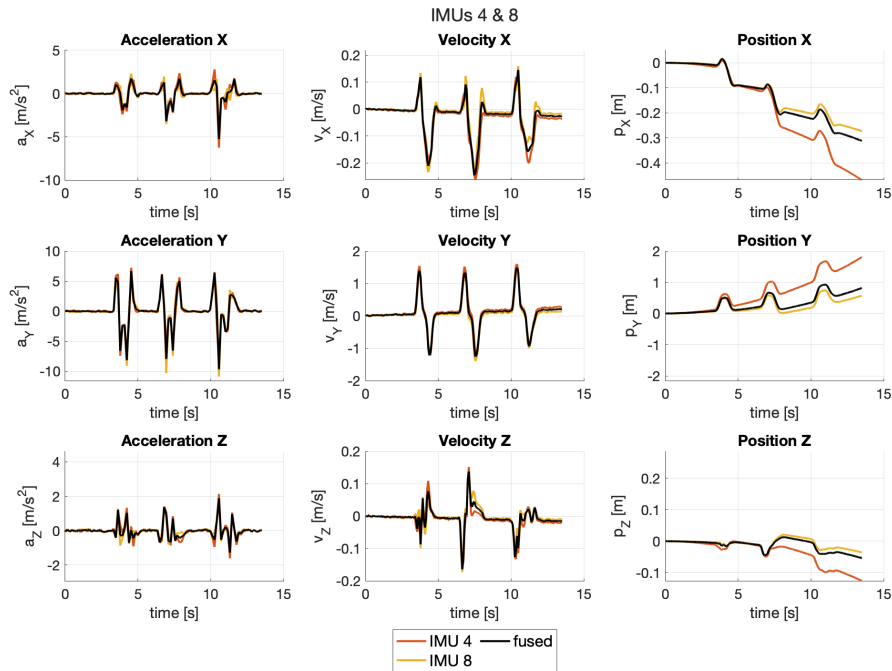 IMUs 4 & 8
Acceleration X
Velocity X
Position X
a_X [m/s²]
5
0
-5
-10
0 5 10 15
time [s]
v_X [m/s]
0.2
0.1
0
-0.1
-0.2
0 5 10 15
time [s]
p_X [m]
0
-0.1
-0.2
-0.3
-0.4
0 5 10 15
time [s]
Acceleration Y
Velocity Y
Position Y
a_Y [m/s²]
10
5
0
-5
-10
0 5 10 15
time [s]
v_Y [m/s]
2
1
0
-1
-2
0 5 10 15
time [s]
p_Y [m]
2
1
0
-1
-2
0 5 10 15
time [s]
Acceleration Z
Velocity Z
Position Z
a_Z [m/s²]
4
2
0
-2
0 5 10 15
time [s]
v_Z [m/s]
0.2
0.1
0
-0.1
-0.2
0 5 10 15
time [s]
p_Z [m]
0.2
0.1
0
-0.1
0 5 10 15
time [s]
IMU 4 fused
IMU 8